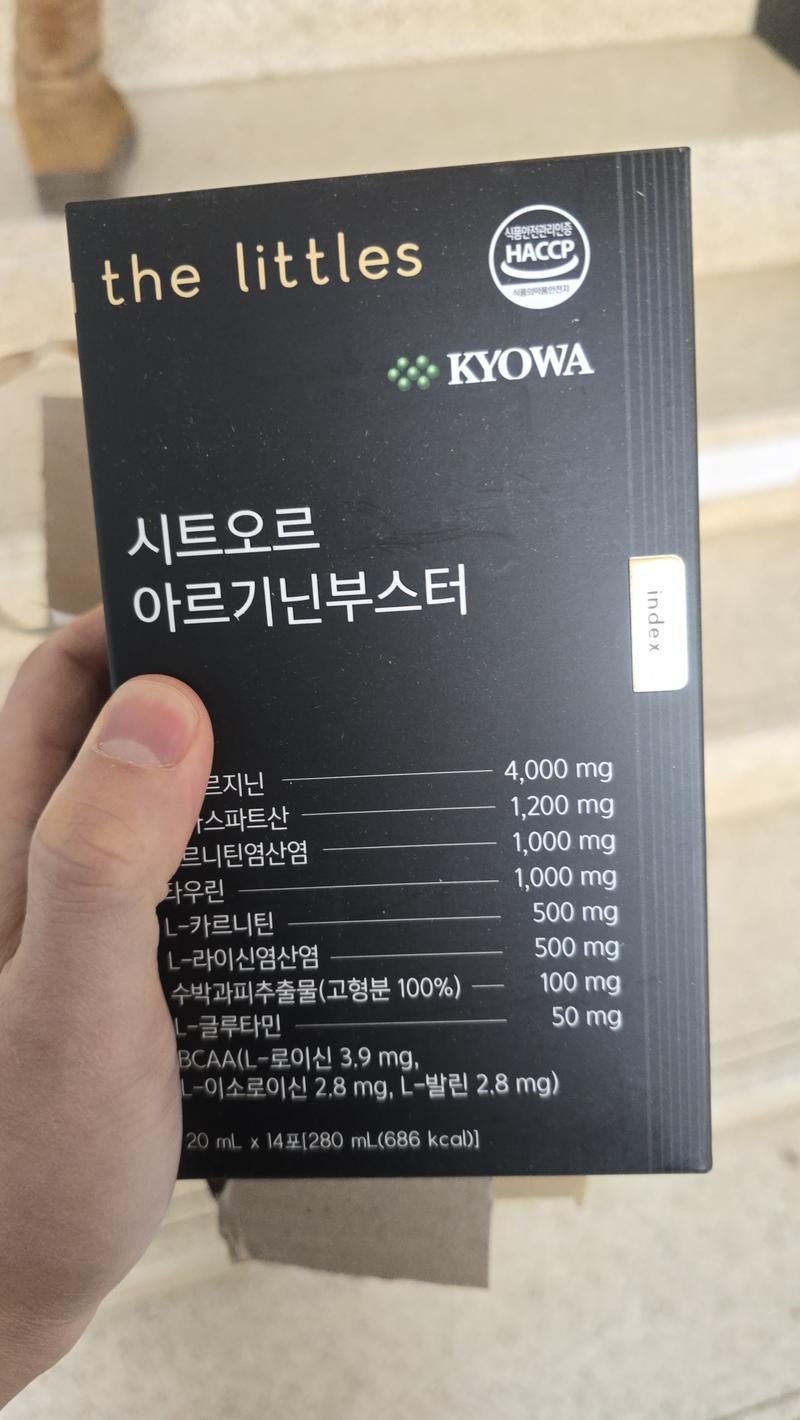 the littles
식품안전관리인증
HACCP
식품의약품안전처
KYOWA
시트오르
아르기닌부스터
index
르지닌 4,000 mg
스파트산 1,200 mg
르니틴염산염 1,000 mg
타우린 1,000 mg
L-카르니틴 500 mg
L-라이신염산염 500 mg
수박과피추출물(고형분 100%) 100 mg
L-글루타민 50 mg
BCAA(L-로이신 3.9 mg,
L-이소로이신 2.8 mg, L-발린 2.8 mg)
20 mL x 14포[280 mL(686 kcal)]